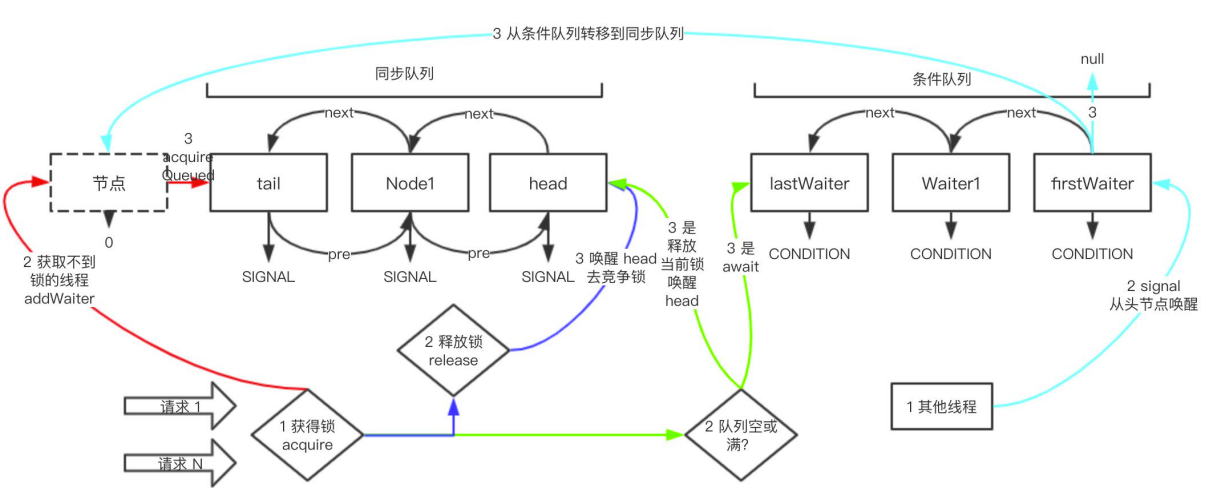 3 从条件队列转移到同步队列
同步队列
条件队列
null
next
next
next
next
3
3
acquire
Queued
节点
tail
Node1
head
lastWaiter
Waiter1
firstWaiter
0
pre
pre
SIGNAL
SIGNAL
SIGNAL
CONDITION
CONDITION
CONDITION
2 获取不到
锁的线程
addWaiter
3 唤醒 head
去竞争锁
3 是
释放
当前锁
唤醒
head
3 是
await
2 signal
从头节点唤醒
2 释放锁
release
请求 1
1 获得锁
acquire
2 队列空或
满?
1 其他线程
请求 N